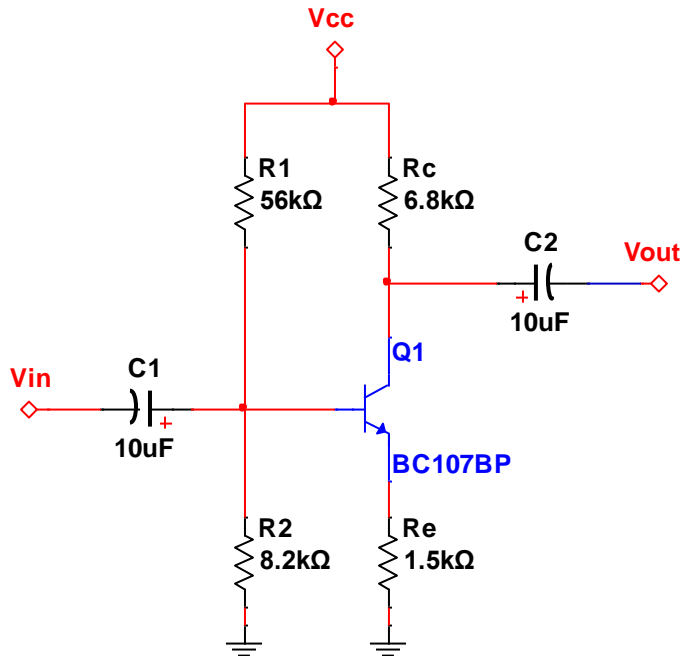 Vcc
R1
56kΩ
Rc
6.8kΩ
C2
Vout
+
10uF
Q1
C1
Vin
+
10uF
BC107BP
R2
8.2kΩ
Re
1.5kΩ